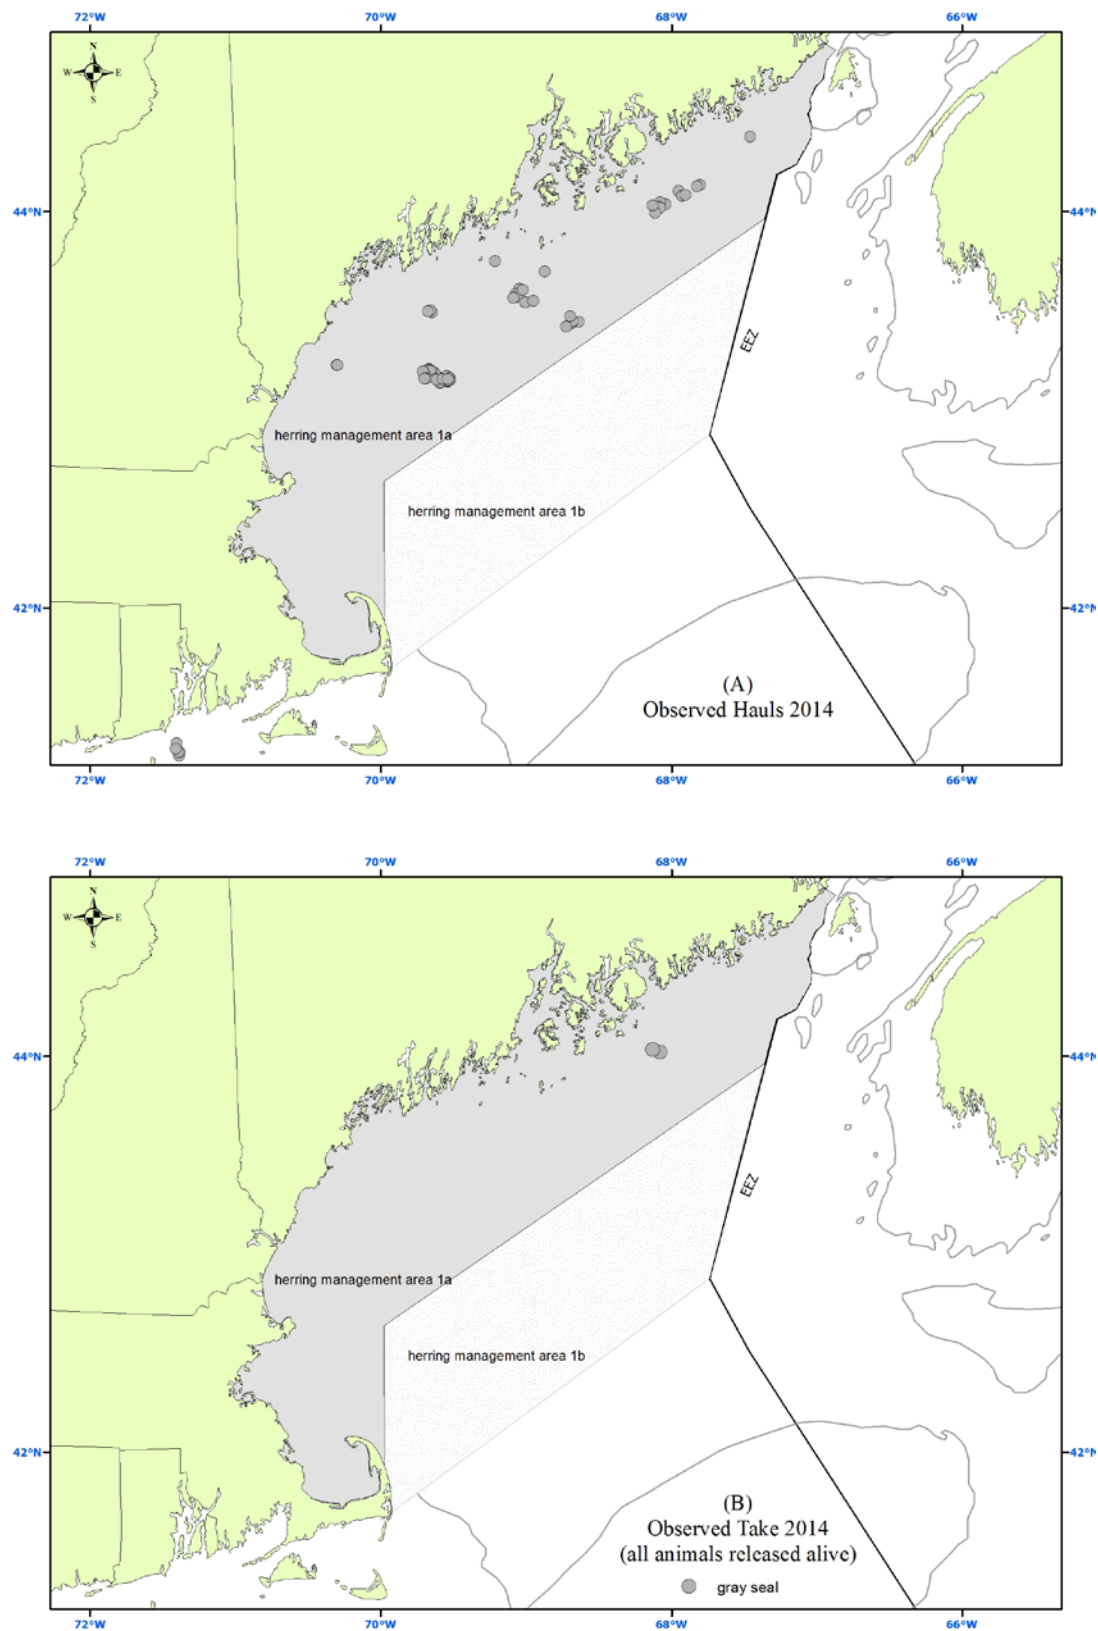 72°W 70°W 68°W 66°W
N
W E
S
44°N 44°N
EEZ
herring management area 1a
herring management area 1b
42°N 42°N
(A)
Observed Hauls 2014
72°W 70°W 68°W 66°W
72°W 70°W 68°W 66°W
N
W E
S
44°N 44°N
EEZ
herring management area 1a
herring management area 1b
42°N 42°N
(B)
Observed Take 2014
(all animals released alive)
gray seal
72°W 70°W 68°W 66°W